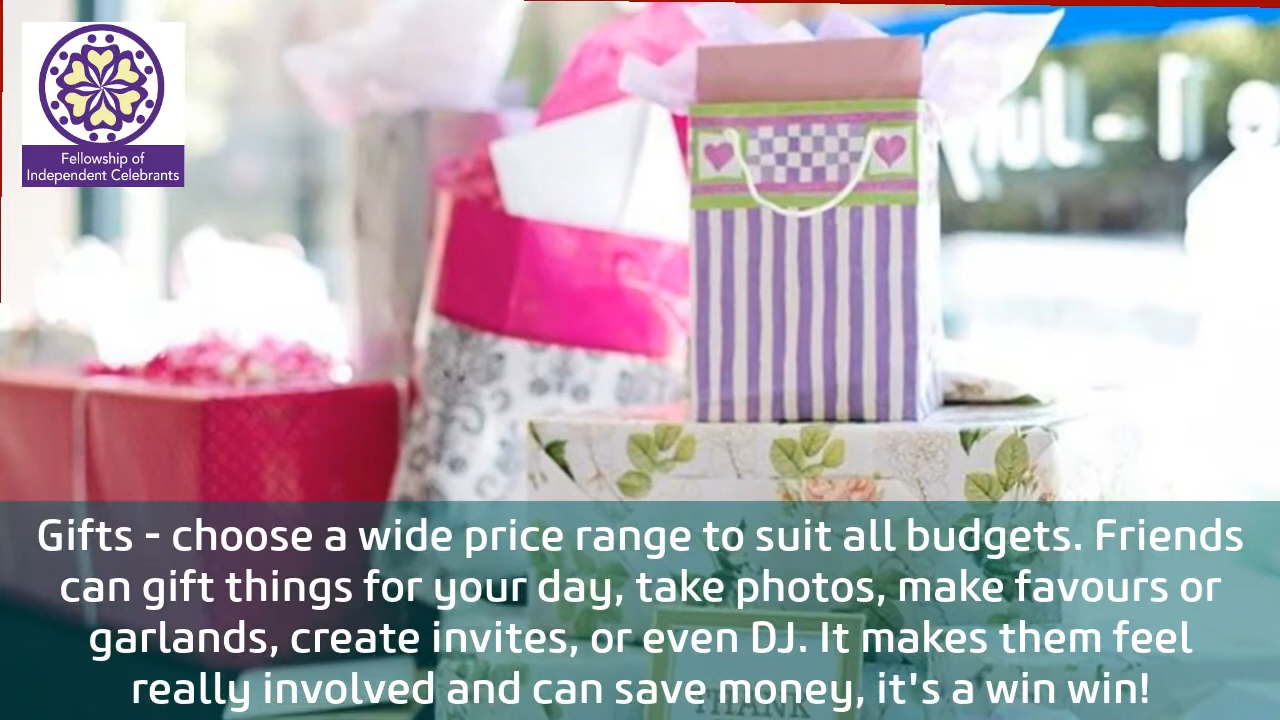 Fellowship of
Independent Celebrants
Gifts - choose a wide price range to suit all budgets. Friends
can gift things for your day, take photos, make favours or
garlands, create invites, or even DJ. It makes them feel
really involved and can save money, it's a win win!
THANK